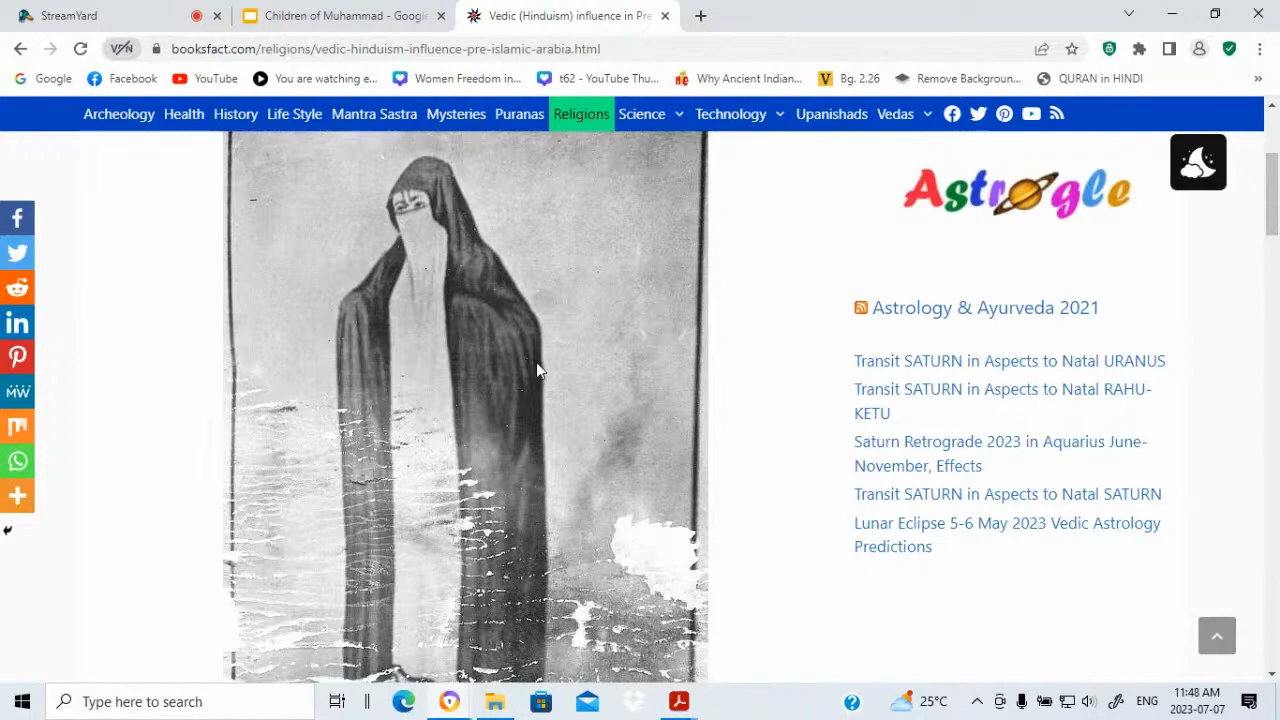 StreamYard
Children of Muhammad - Google
Vedic (Hinduism) influence in Pre
VPN
booksfact.com/religions/vedic-hinduism-influence-pre-islamic-arabia.html
Google
Facebook
YouTube
You are watching e...
Women Freedom in...
t62 - YouTube Thu...
Why Ancient Indian...
Bg. 2.26
Remove Backgroun...
QURAN in HINDI
»
Archeology Health History Life Style Mantra Sastra Mysteries Puranas Religions Science Technology Upanishads Vedas
Astrogle
Astrology & Ayurveda 2021
Transit SATURN in Aspects to Natal URANUS
Transit SATURN in Aspects to Natal RAHU-
KETU
Saturn Retrograde 2023 in Aquarius June-
November, Effects
Transit SATURN in Aspects to Natal SATURN
Lunar Eclipse 5-6 May 2023 Vedic Astrology
Predictions
MW
Type here to search
25°C
ENG
11:48 AM
2023-07-07